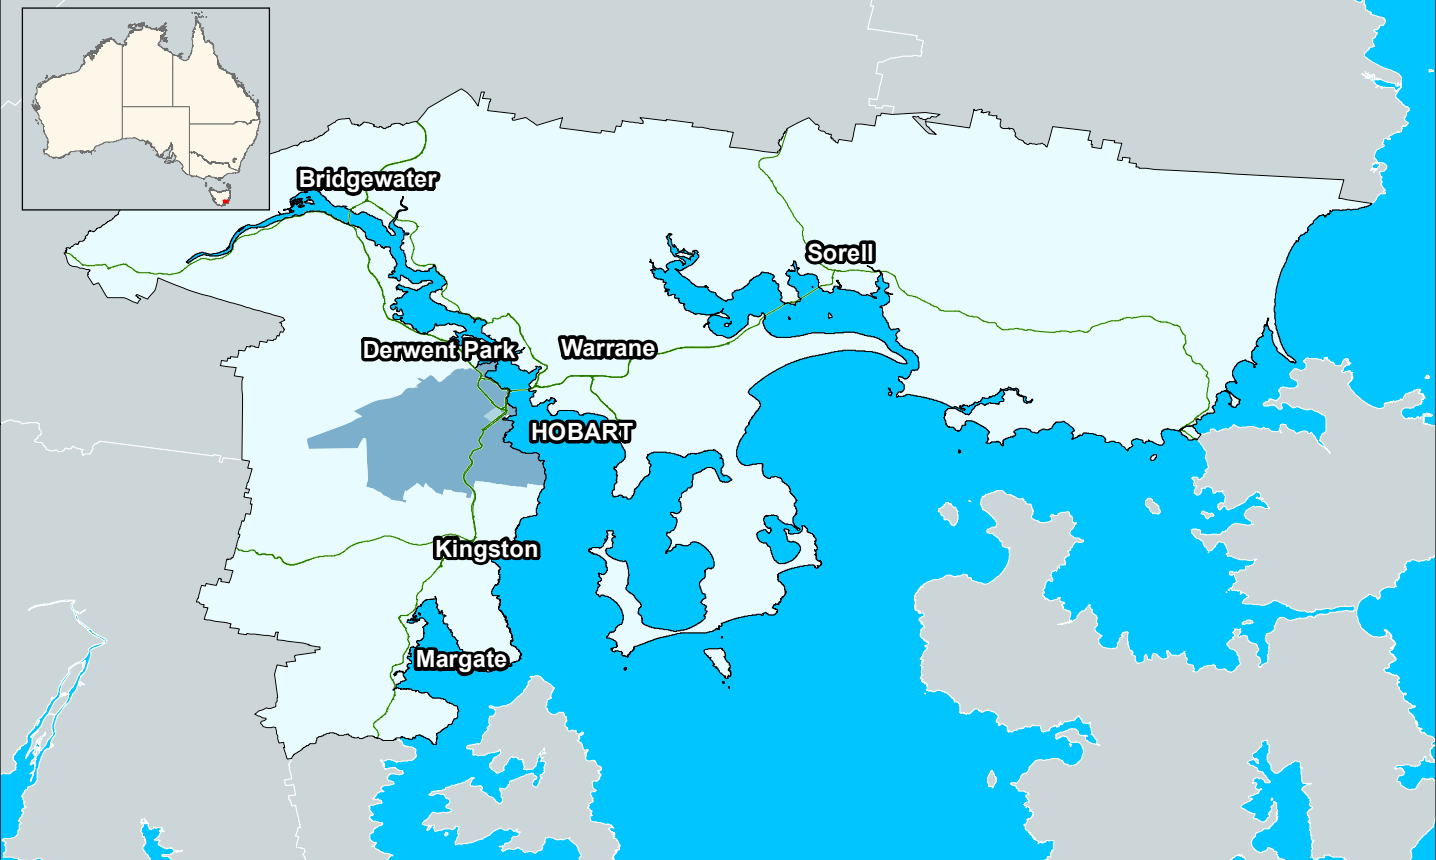 Bridgewater
Sorell
Derwent Park
Warrane
HOBART
Kingston
Margate